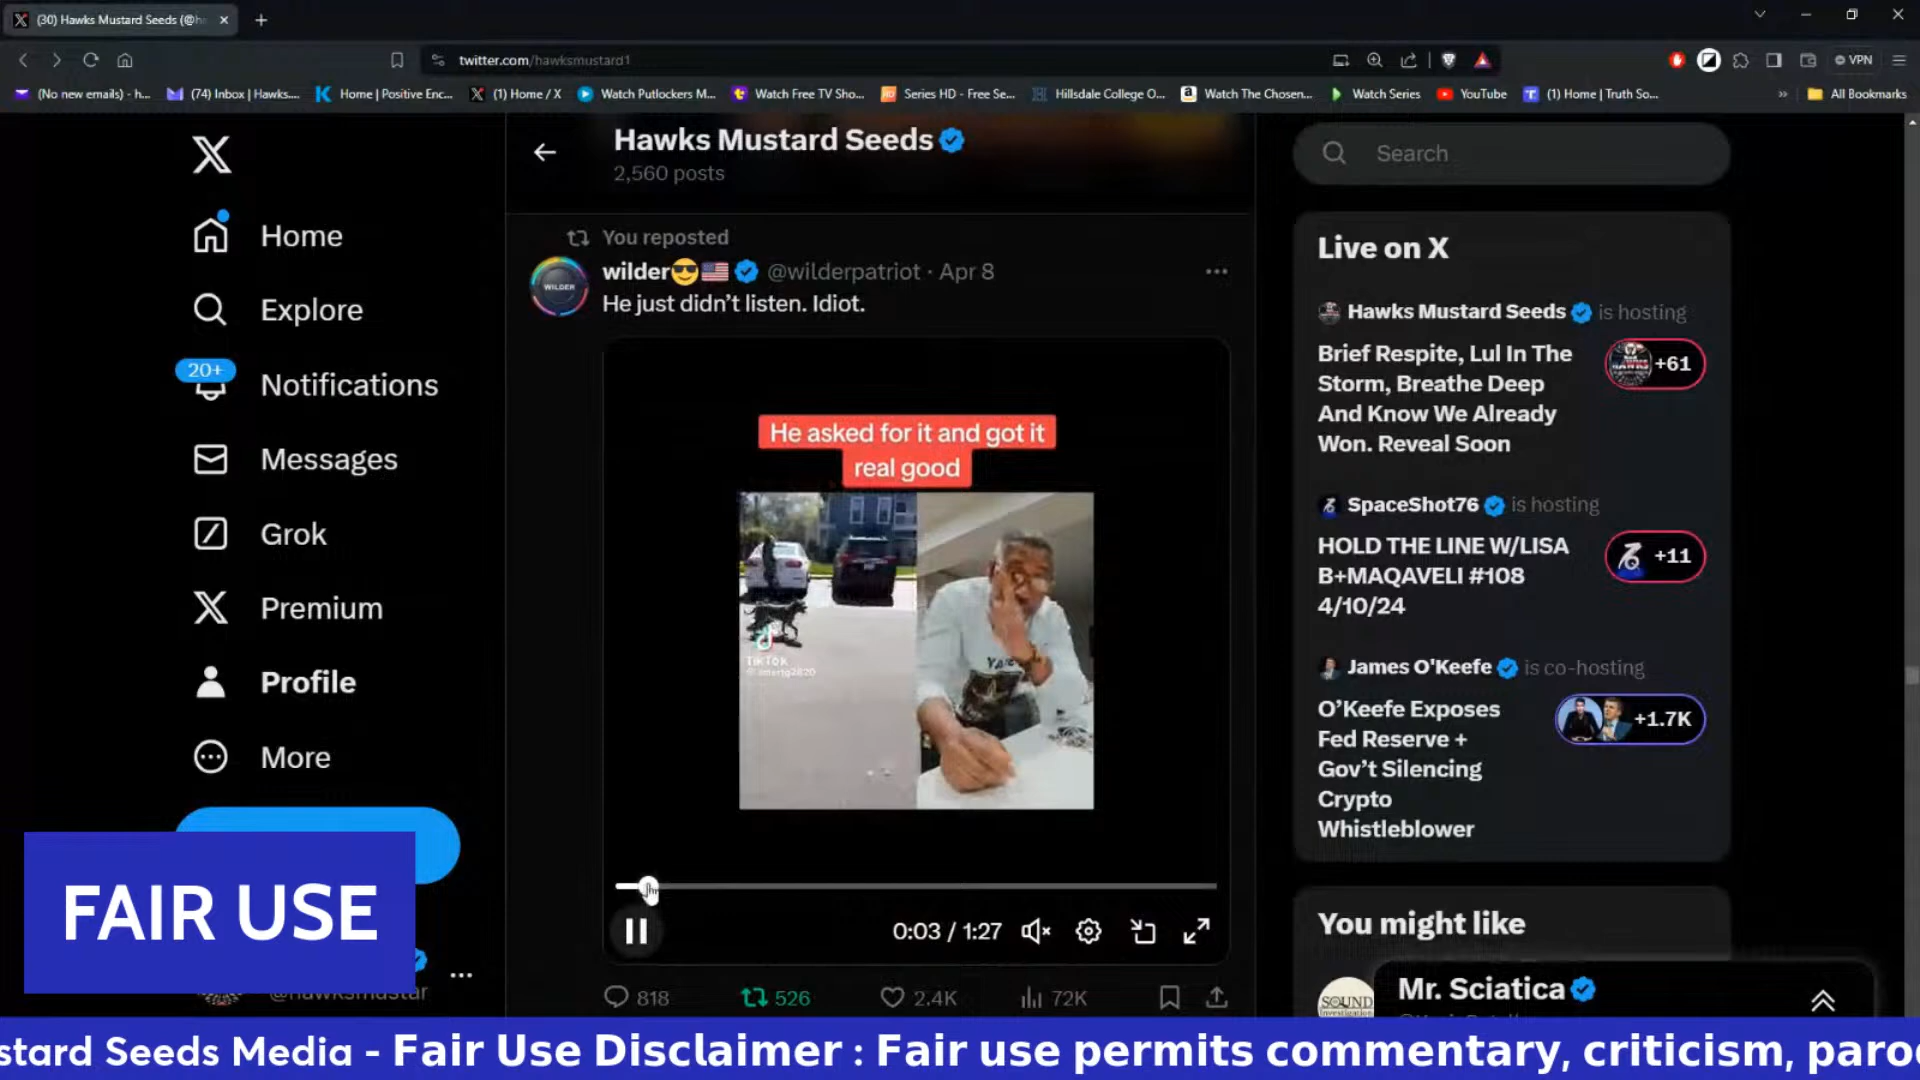 (30) Hawks Mustard Seeds (@h
twitter.com/hawksmustard1
VPN
(No new emails) - h...
(74) Inbox | Hawks....
Home | Positive Enc...
(1) Home / X
Watch Putlockers M...
Watch Free TV Sho...
Series HD - Free Se...
Hillsdale College O...
Watch The Chosen...
Watch Series
YouTube
(1) Home | Truth So...
All Bookmarks
Home
Explore
20+
Notifications
Messages
Grok
Premium
Profile
More
@hawksmustar
Hawks Mustard Seeds
2,560 posts
You reposted
wilder😎🇺🇸 @wilderpatriot · Apr 8
WILDER
He just didn’t listen. Idiot.
He asked for it and got it
real good
TikTok
0:03 / 1:27
818
526
2.4K
72K
Search
Live on X
Hawks Mustard Seeds is hosting
Brief Respite, Lul In The
Storm, Breathe Deep
And Know We Already
Won. Reveal Soon
+61
SpaceShot76 is hosting
HOLD THE LINE W/LISA
B+MAQAVELI #108
4/10/24
+11
James O'Keefe is co-hosting
O’Keefe Exposes
Fed Reserve +
Gov’t Silencing
Crypto
Whistleblower
+1.7K
You might like
SOUND
Mr. Sciatica
FAIR USE
stard Seeds Media - Fair Use Disclaimer : Fair use permits commentary, criticism, paro